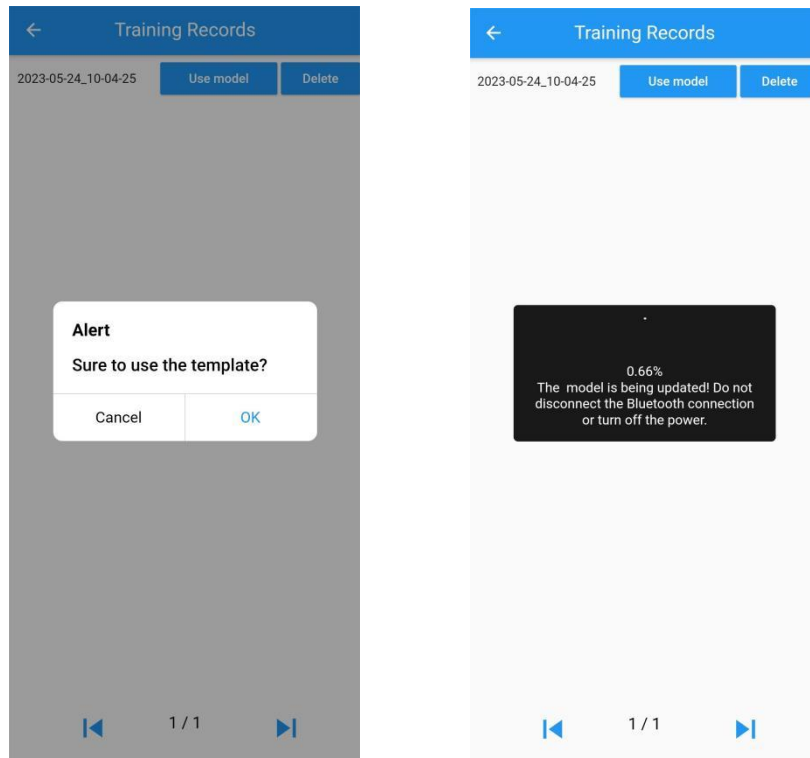 Training Records
2023-05-24_10-04-25 Use model Delete
Alert
Sure to use the template?
Cancel OK
1 / 1
Training Records
2023-05-24_10-04-25 Use model Delete
0.66%
The model is being updated! Do not
disconnect the Bluetooth connection
or turn off the power.
1 / 1